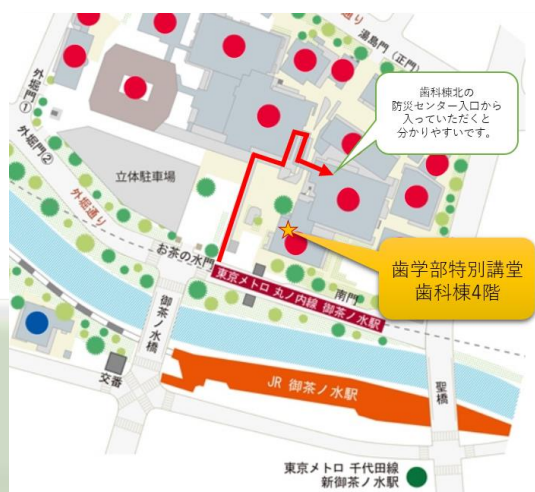 湯島門(正門)
通り
外堀門①
外堀門②
外堀通り
立体駐車場
歯科棟北の
防災センター入口から
入っていただくと
分かりやすいです。
お茶の水門
東京メトロ 丸ノ内線 御茶ノ水駅
南門
歯学部特別講堂
歯科棟4階
御茶ノ水橋
交番
JR 御茶ノ水駅
聖橋
東京メトロ 千代田線
新御茶ノ水駅